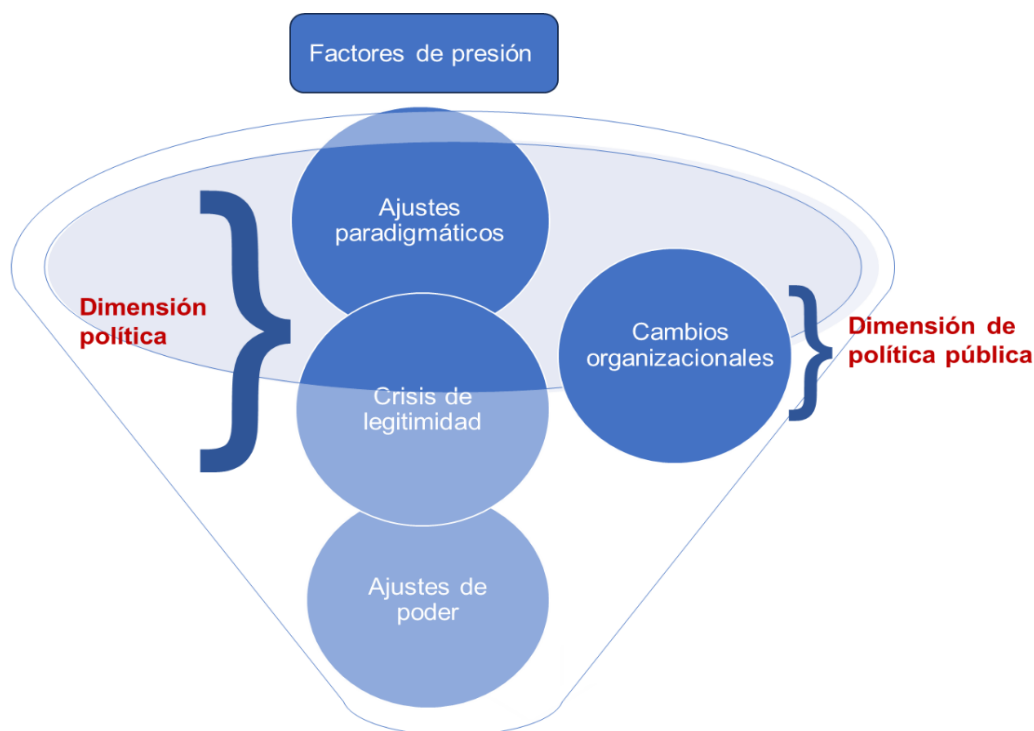 Factores de presión
Ajustes
paradigmáticos
Dimensión
política
Cambios
organizacionales
Dimensión de
política pública
Crisis de
legitimidad
Ajustes de
poder